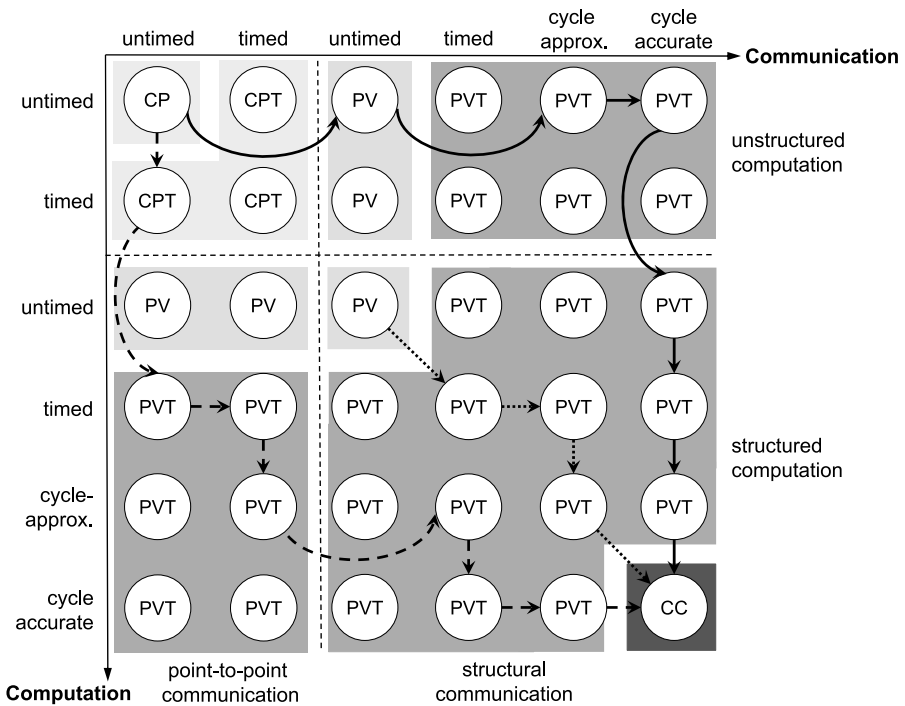 cycle cycle
untimed timed untimed timed approx. accurate
Communication
untimed CP CPT PV PVT PVT PVT
unstructured
computation
timed CPT CPT PV PVT PVT PVT
untimed PV PV PV PVT PVT PVT
timed PVT PVT PVT PVT PVT PVT
structured
computation
cycle-
approx. PVT PVT PVT PVT PVT PVT
cycle
accurate PVT PVT PVT PVT PVT CC
point-to-point structural
communication communication
Computation